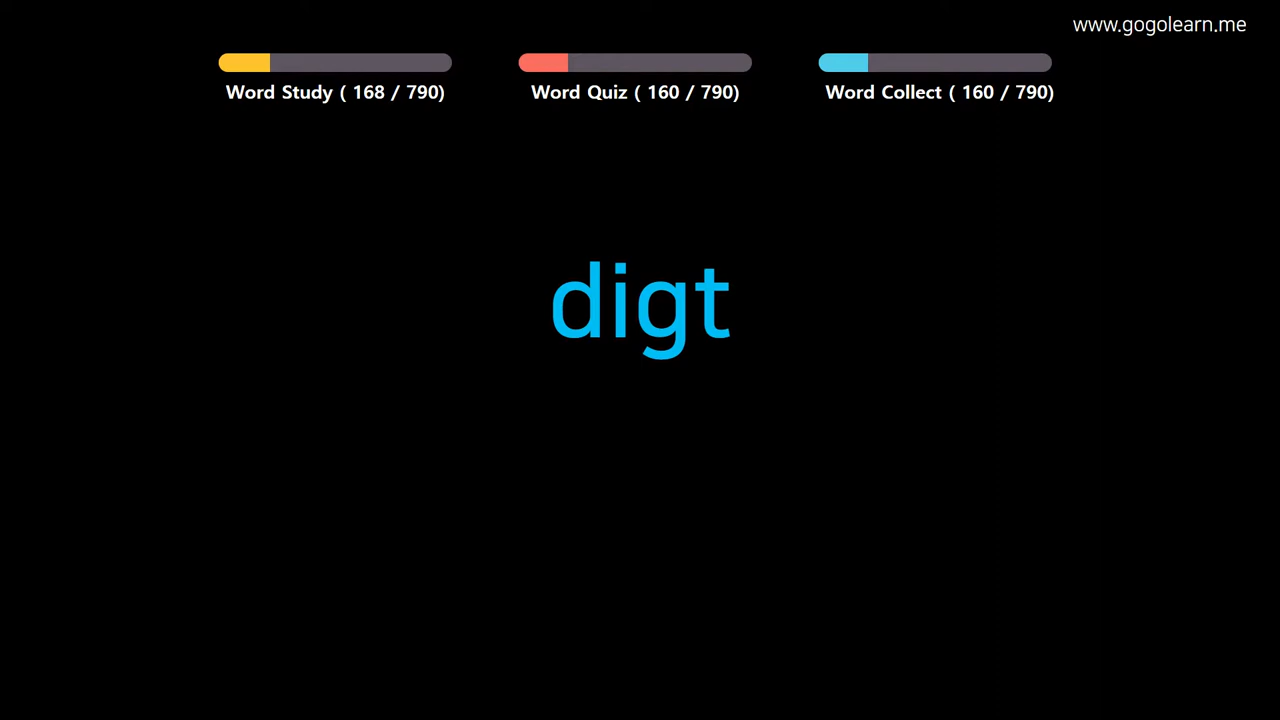 www.gogolearn.me
Word Study ( 168 / 790)
Word Quiz ( 160 / 790)
Word Collect ( 160 / 790)
digt